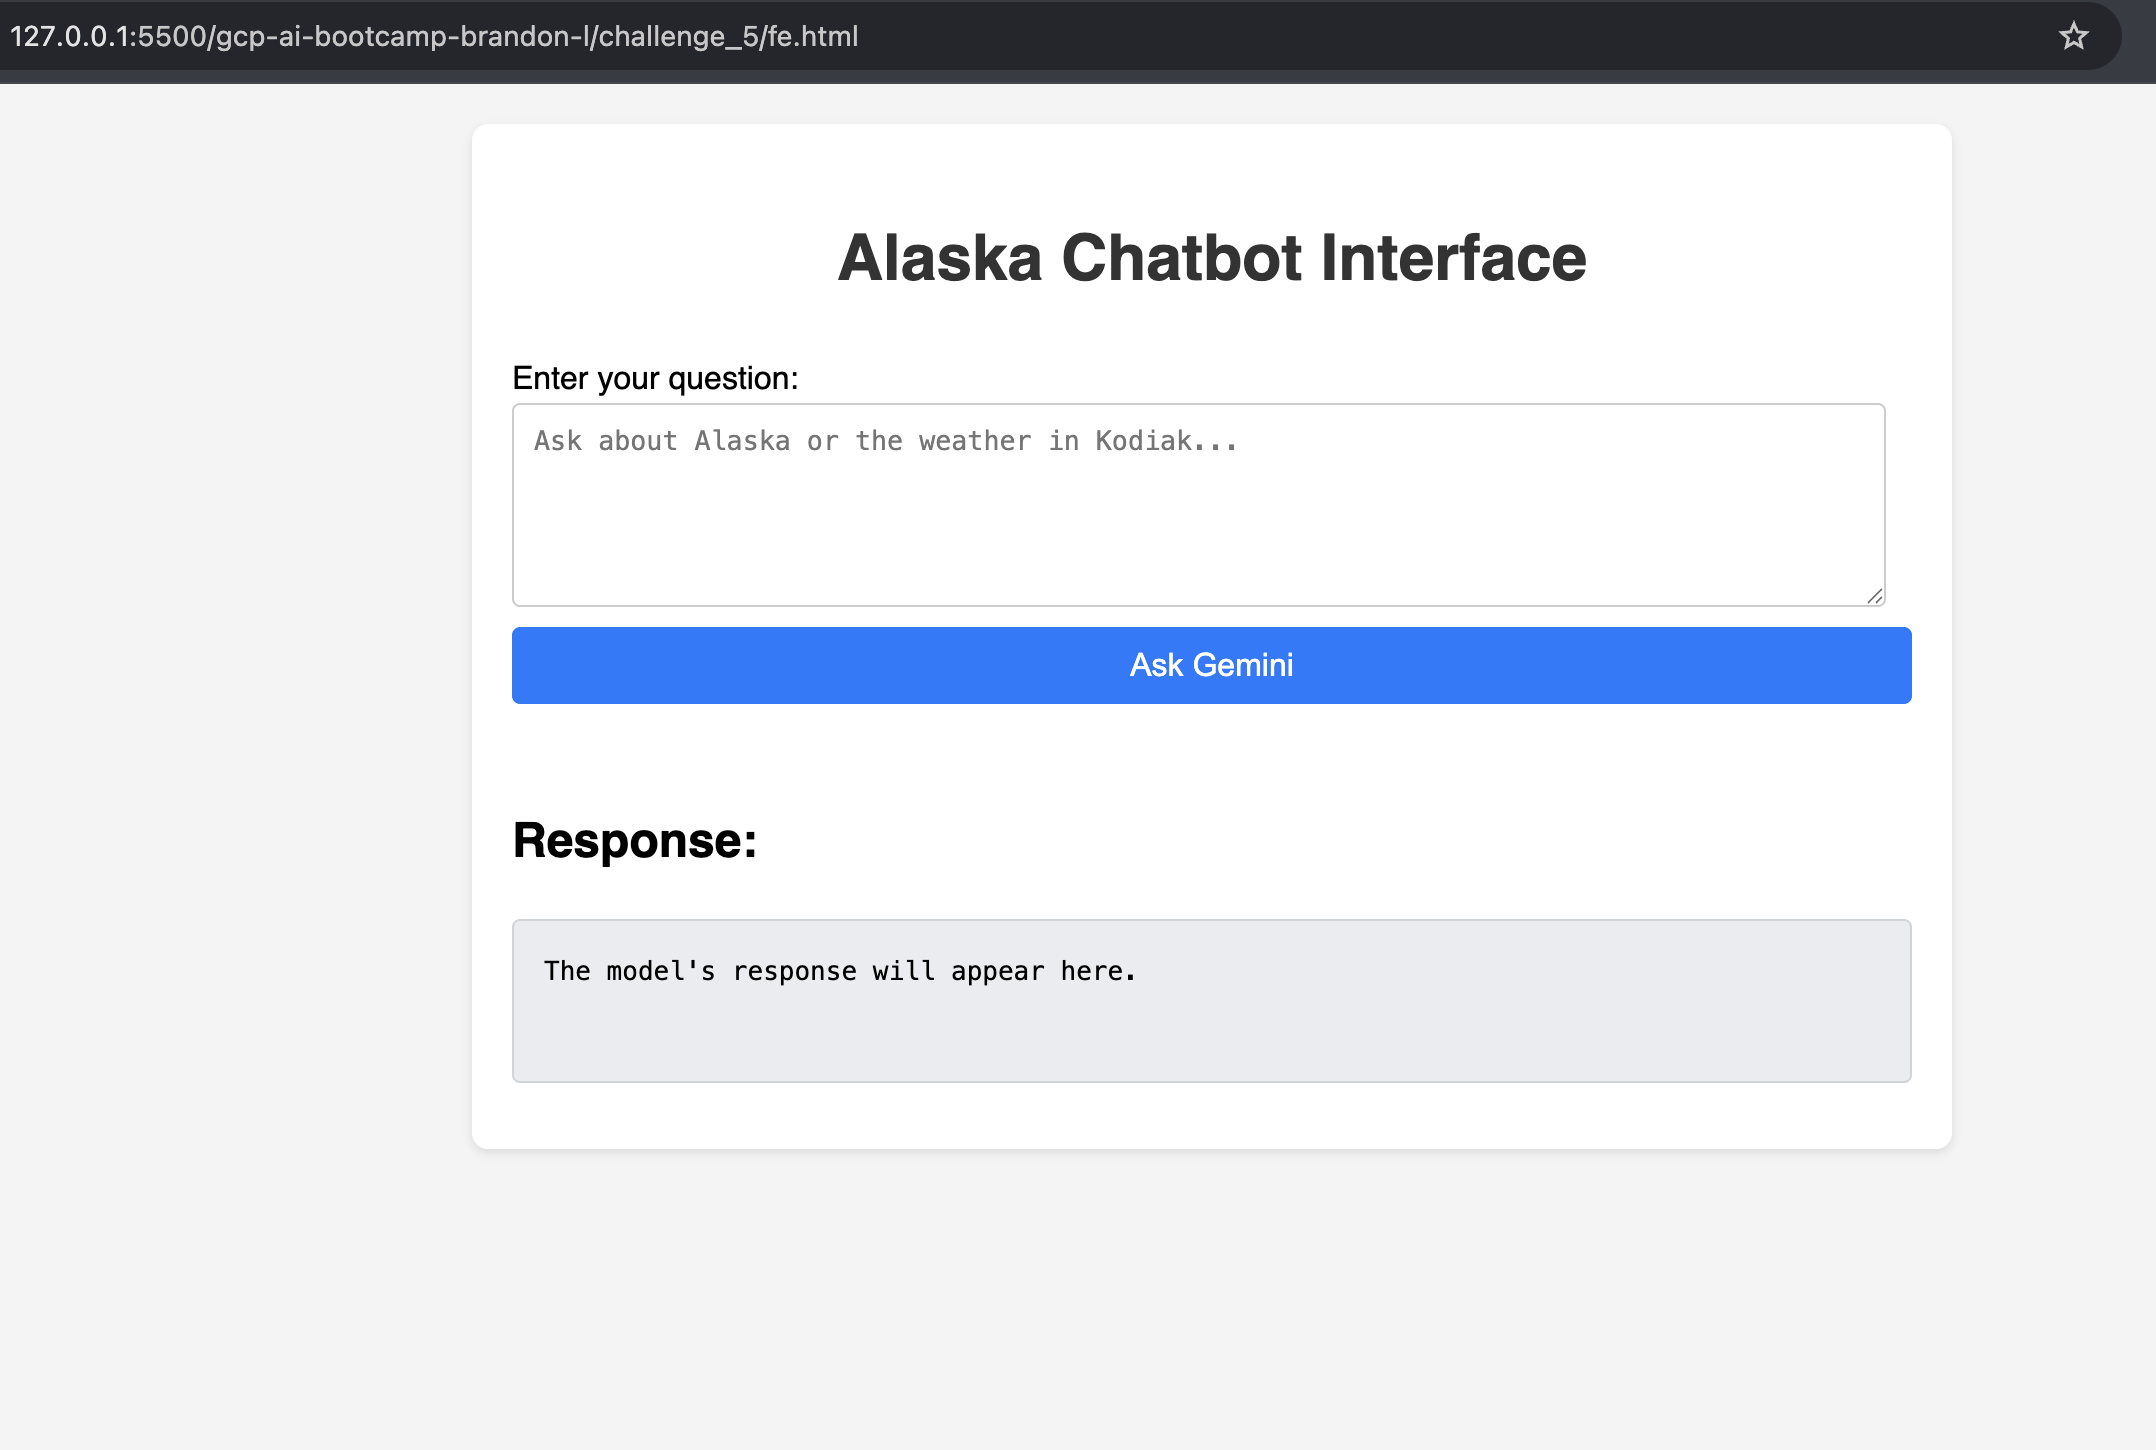 127.0.0.1:5500/gcp-ai-bootcamp-brandon-l/challenge_5/fe.html
Alaska Chatbot Interface
Enter your question:
Ask about Alaska or the weather in Kodiak...
Ask Gemini
Response:
The model's response will appear here.